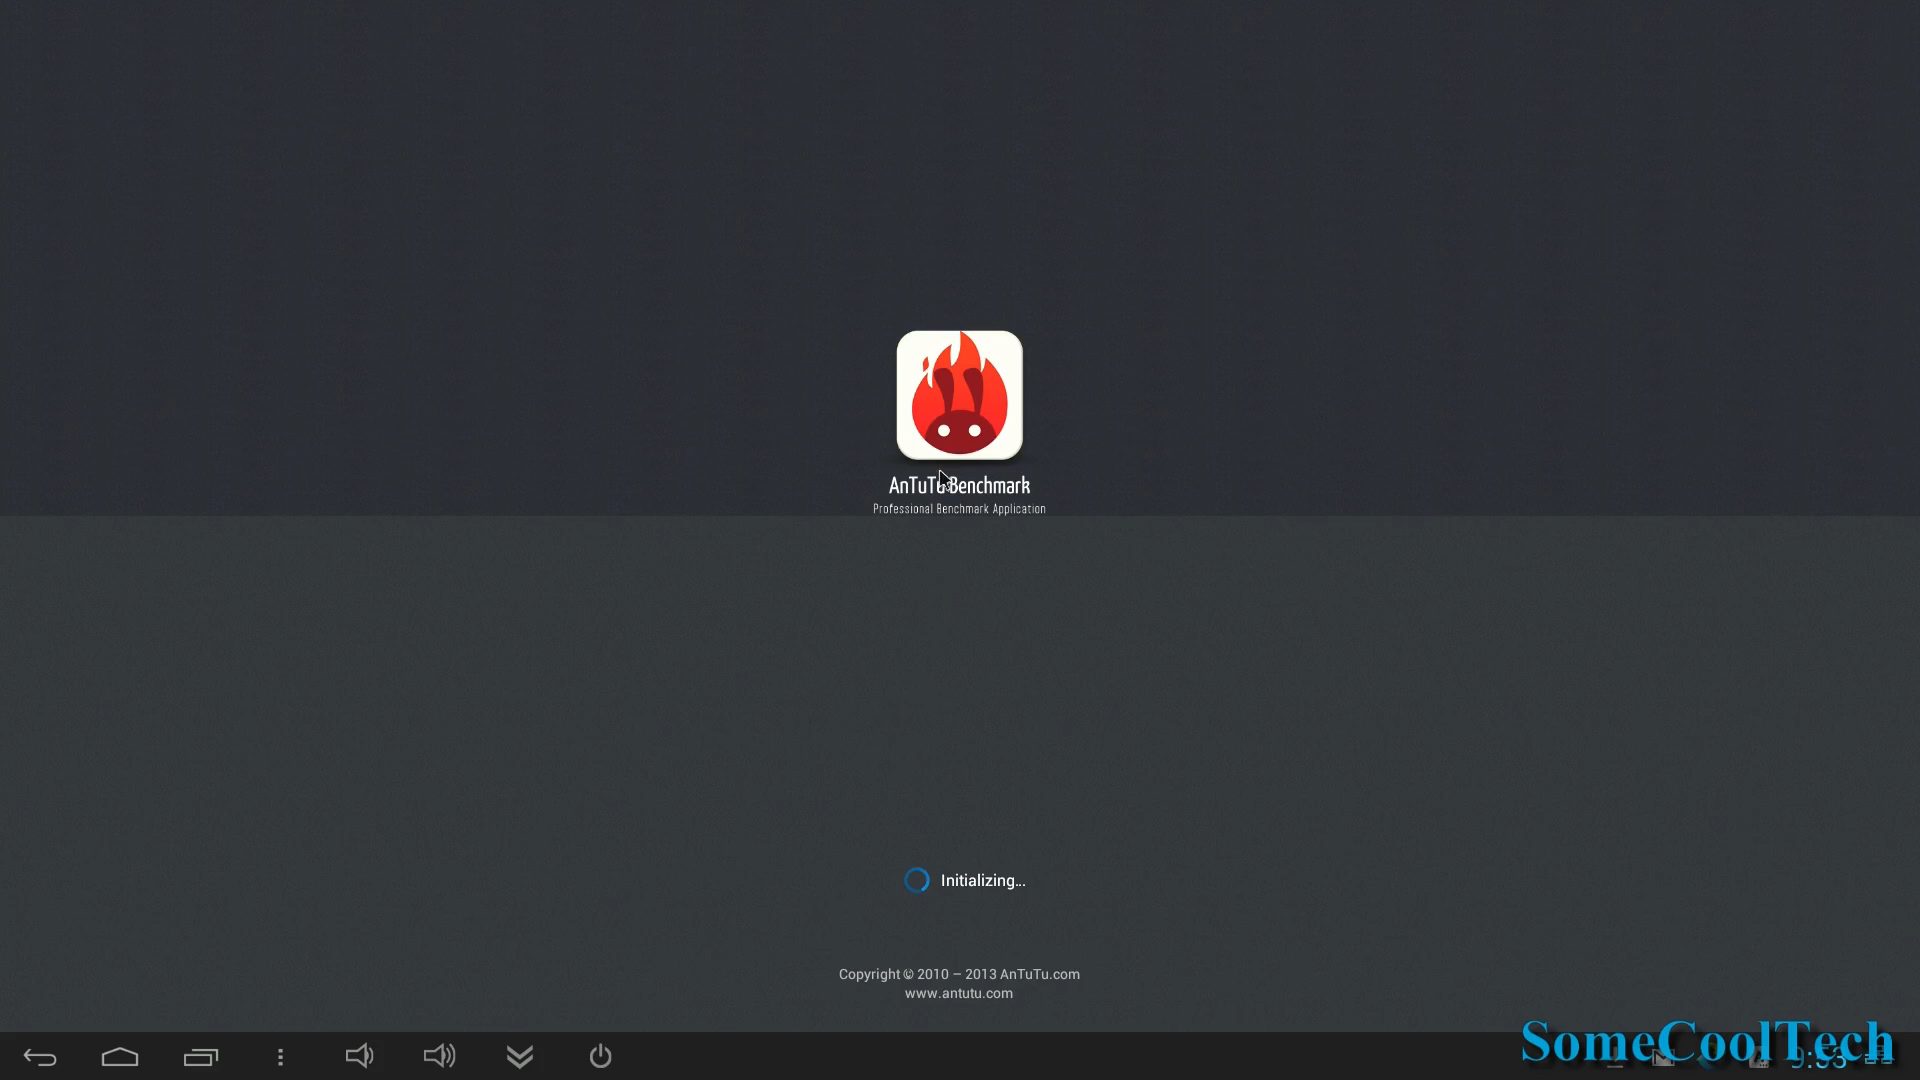 AnTuTu Benchmark
Professional Benchmark Application
Initializing...
Copyright © 2010 – 2013 AnTuTu.com
www.antutu.com
SomeCoolTech